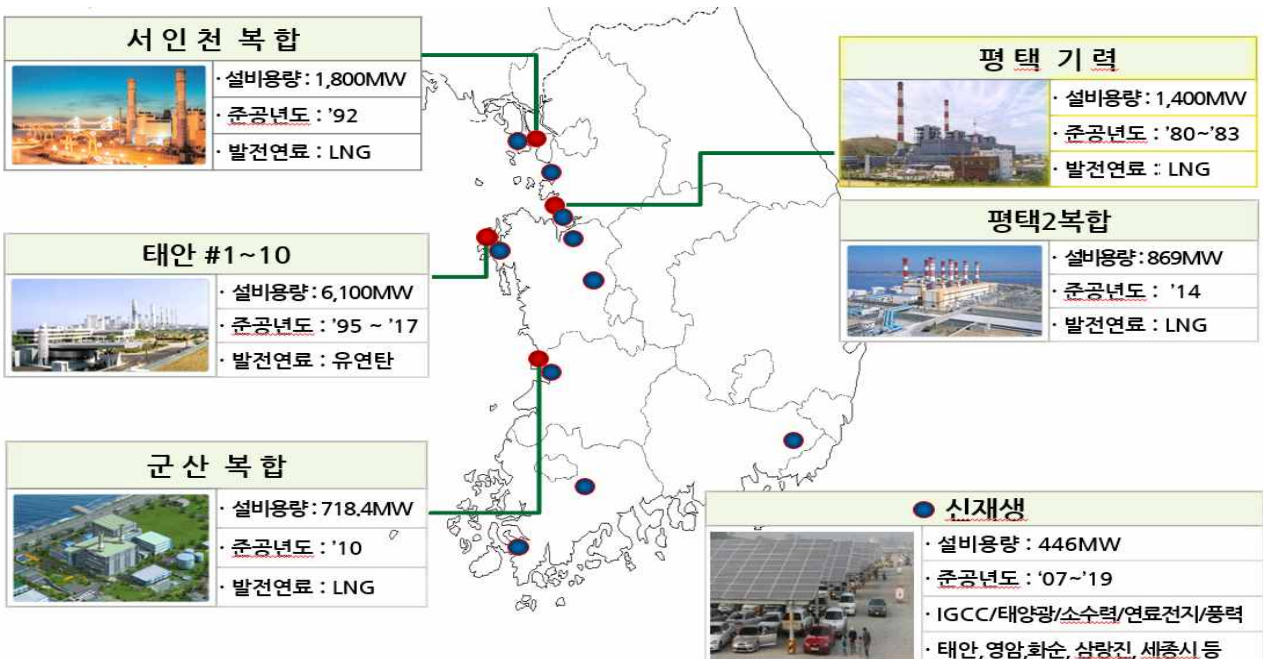 서인천 복합
· 설비용량 : 1,800MW
· 준공년도 : '92
· 발전연료 : LNG
평택 기력
· 설비용량 : 1,400MW
· 준공년도 : '80~'83
· 발전연료 : LNG
태안 #1~10
· 설비용량 : 6,100MW
· 준공년도 : '95 ~ '17
· 발전연료 : 유연탄
평택2복합
· 설비용량 : 869MW
· 준공년도 : '14
· 발전연료 : LNG
군산 복합
· 설비용량 : 718.4MW
· 준공년도 : '10
· 발전연료 : LNG
신재생
· 설비용량 : 446MW
· 준공년도 : '07~'19
· IGCC/태양광/소수력/연료전지/풍력
· 태안,영암,화순, 삼랑진, 세종시 등